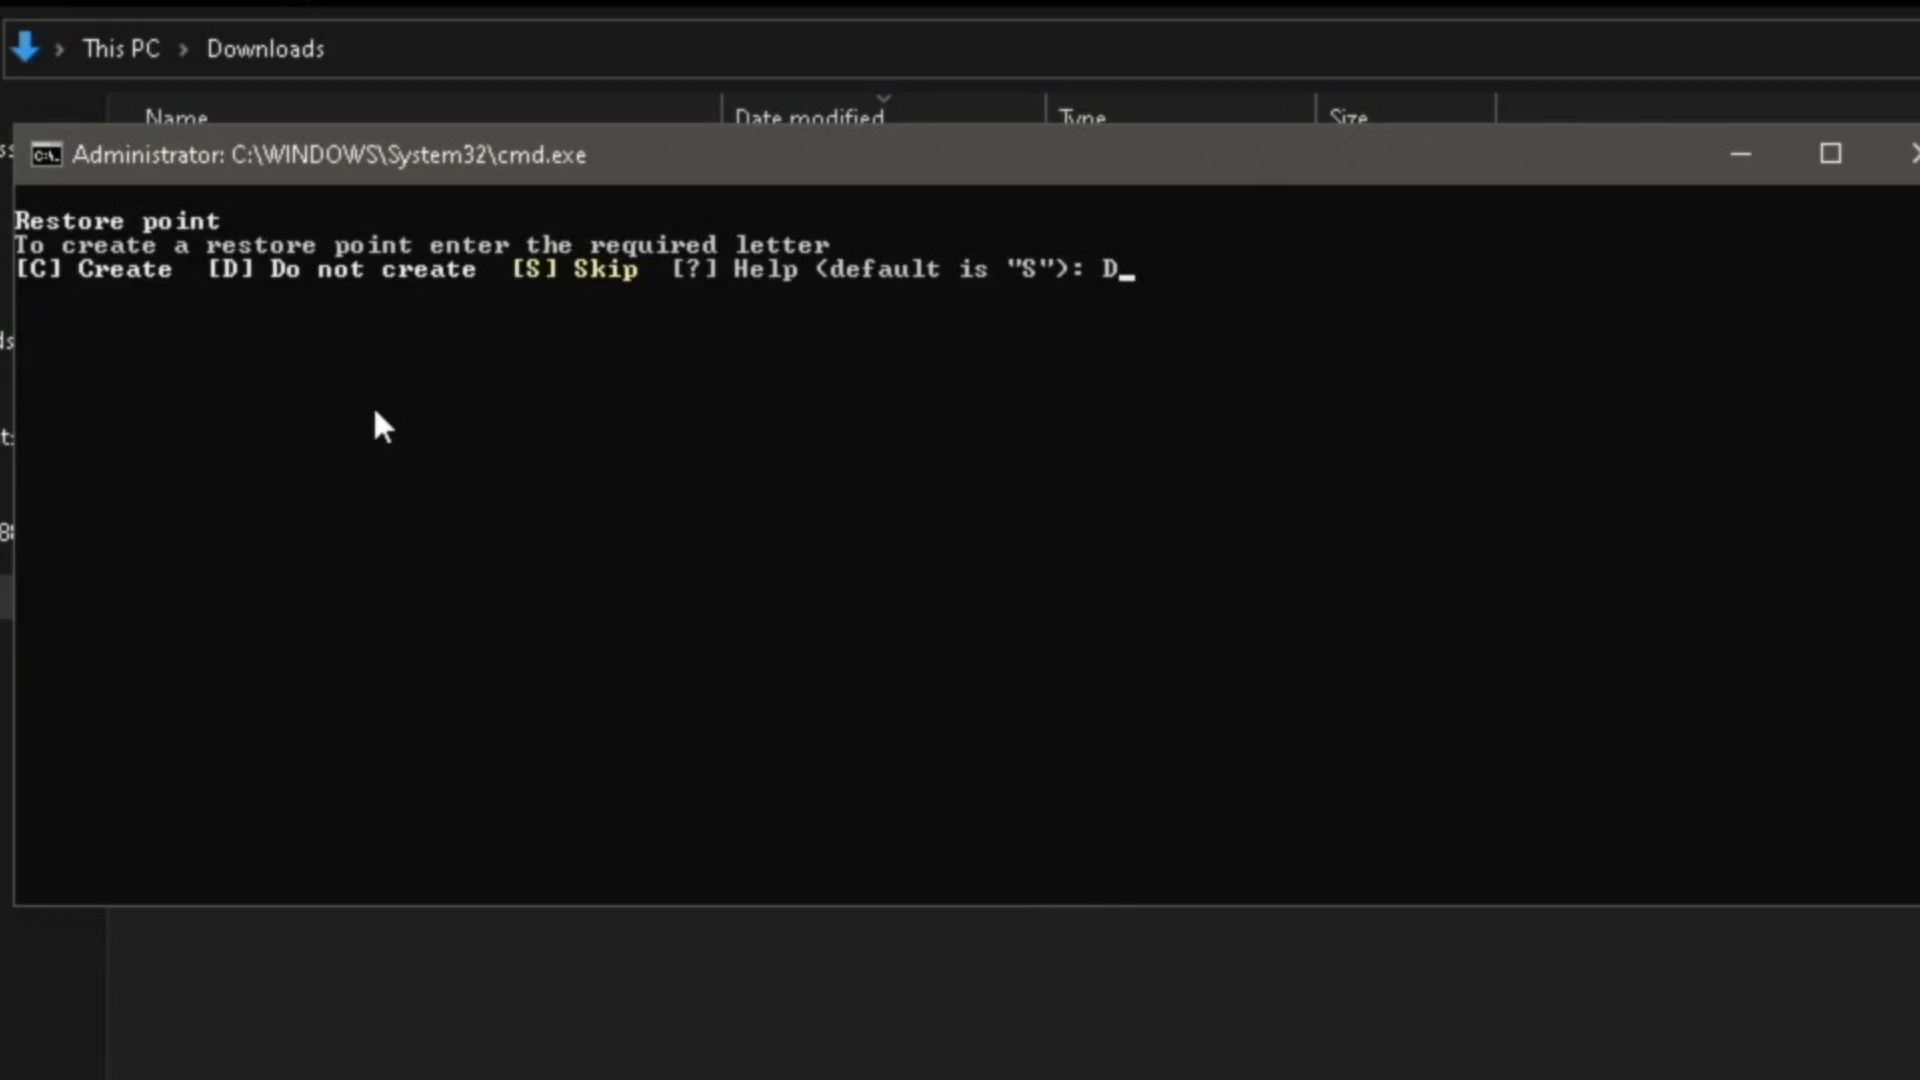 This PC > Downloads
Name Date modified Type Size
Administrator: C:\WINDOWS\System32\cmd.exe
Restore point
To create a restore point enter the required letter
[C] Create [D] Do not create [S] Skip [?] Help (default is "S"): D_